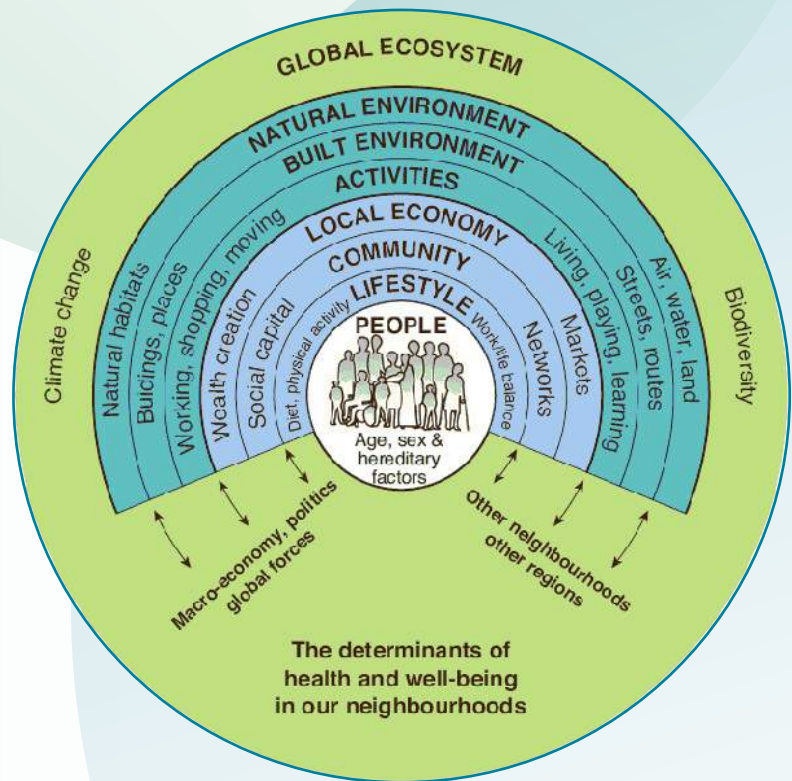 GLOBAL ECOSYSTEM
NATURAL ENVIRONMENT
BUILT ENVIRONMENT
ACTIVITIES
LOCAL ECONOMY
COMMUNITY
LIFESTYLE
PEOPLE
Age, sex &
hereditary
factors
Climate change
Natural habitats
Buicings, places
Working, shopping, moving
Wealth creation
Social capital
Diet, physical activity
Work/life balance
Networks
Markets
Living, playing, learning
Streets, routes
Air, water, land
Biodiversity
Macro-economy, politics
global forces
Other neighbourhoods
other regions
The determinants of
health and well-being
in our neighbourhoods